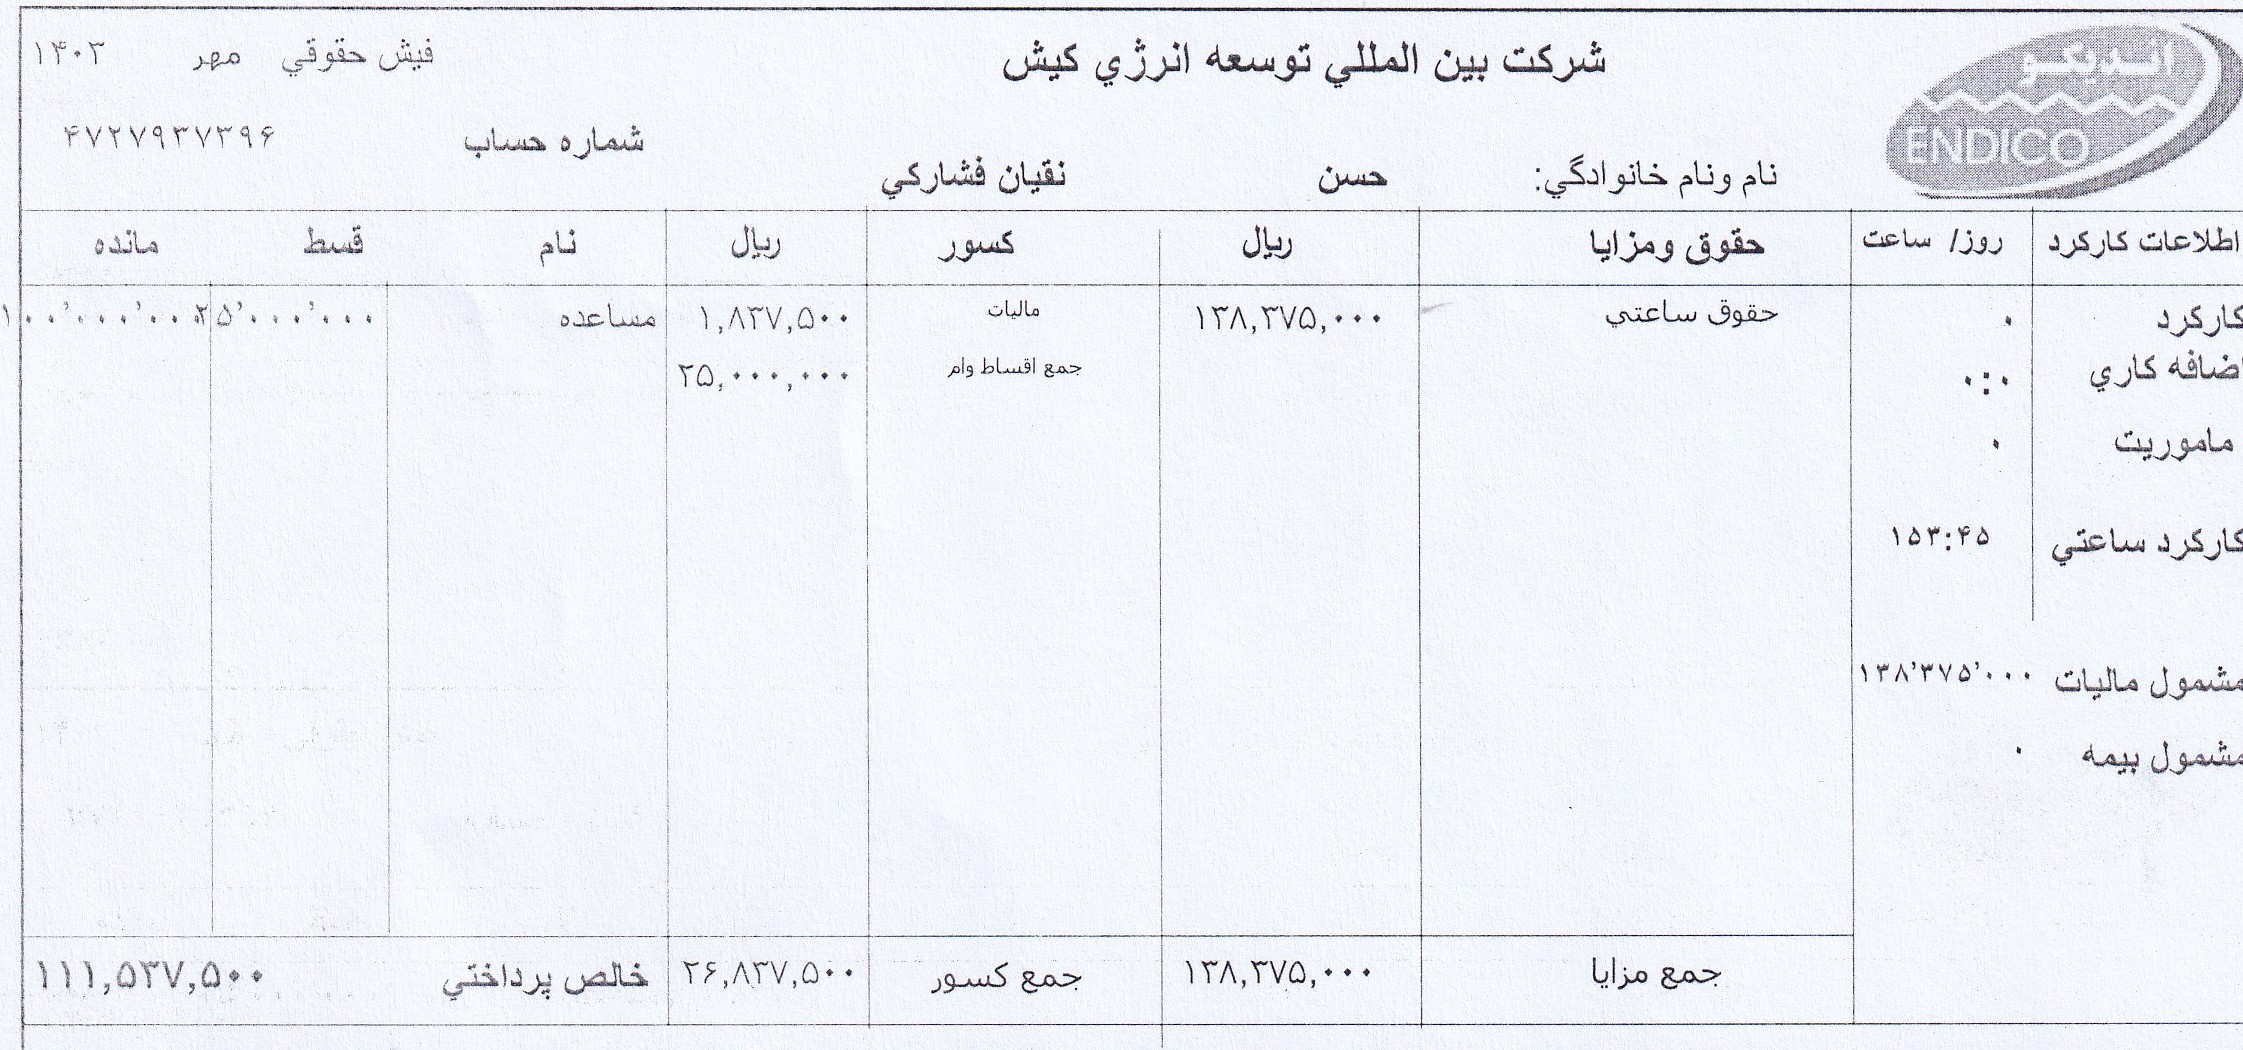 انديكو
ENDICO
شركت بين المللي توسعه انرژي كيش
فيش حقوقي مهر ۱۴۰۳
نام ونام خانوادگي: حسن نقيان فشاركي
شماره حساب ۴۷۲۷۹۳۷۳۹۶
اطلاعات كاركرد روز/ ساعت حقوق ومزايا ريال كسور ريال نام قسط مانده
كاركرد ۰ حقوق ساعتي ۱۳۸,۳۷۵,۰۰۰ ماليات ۱,۸۳۷,۵۰۰ مساعده ۲۵٬۰۰۰٬۰۰۰
اضافه كاري ۰:۰ جمع اقساط وام ۲۵,۰۰۰,۰۰۰
ماموريت ۰
كاركرد ساعتي ۱۵۳:۴۵
مشمول ماليات ۱۳۸'۳۷۵'۰۰۰
مشمول بيمه ۰
جمع مزايا ۱۳۸,۳۷۵,۰۰۰ جمع كسور ۲۶,۸۳۷,۵۰۰ خالص پرداختي ۱۱۱,۵۳۷,۵۰۰